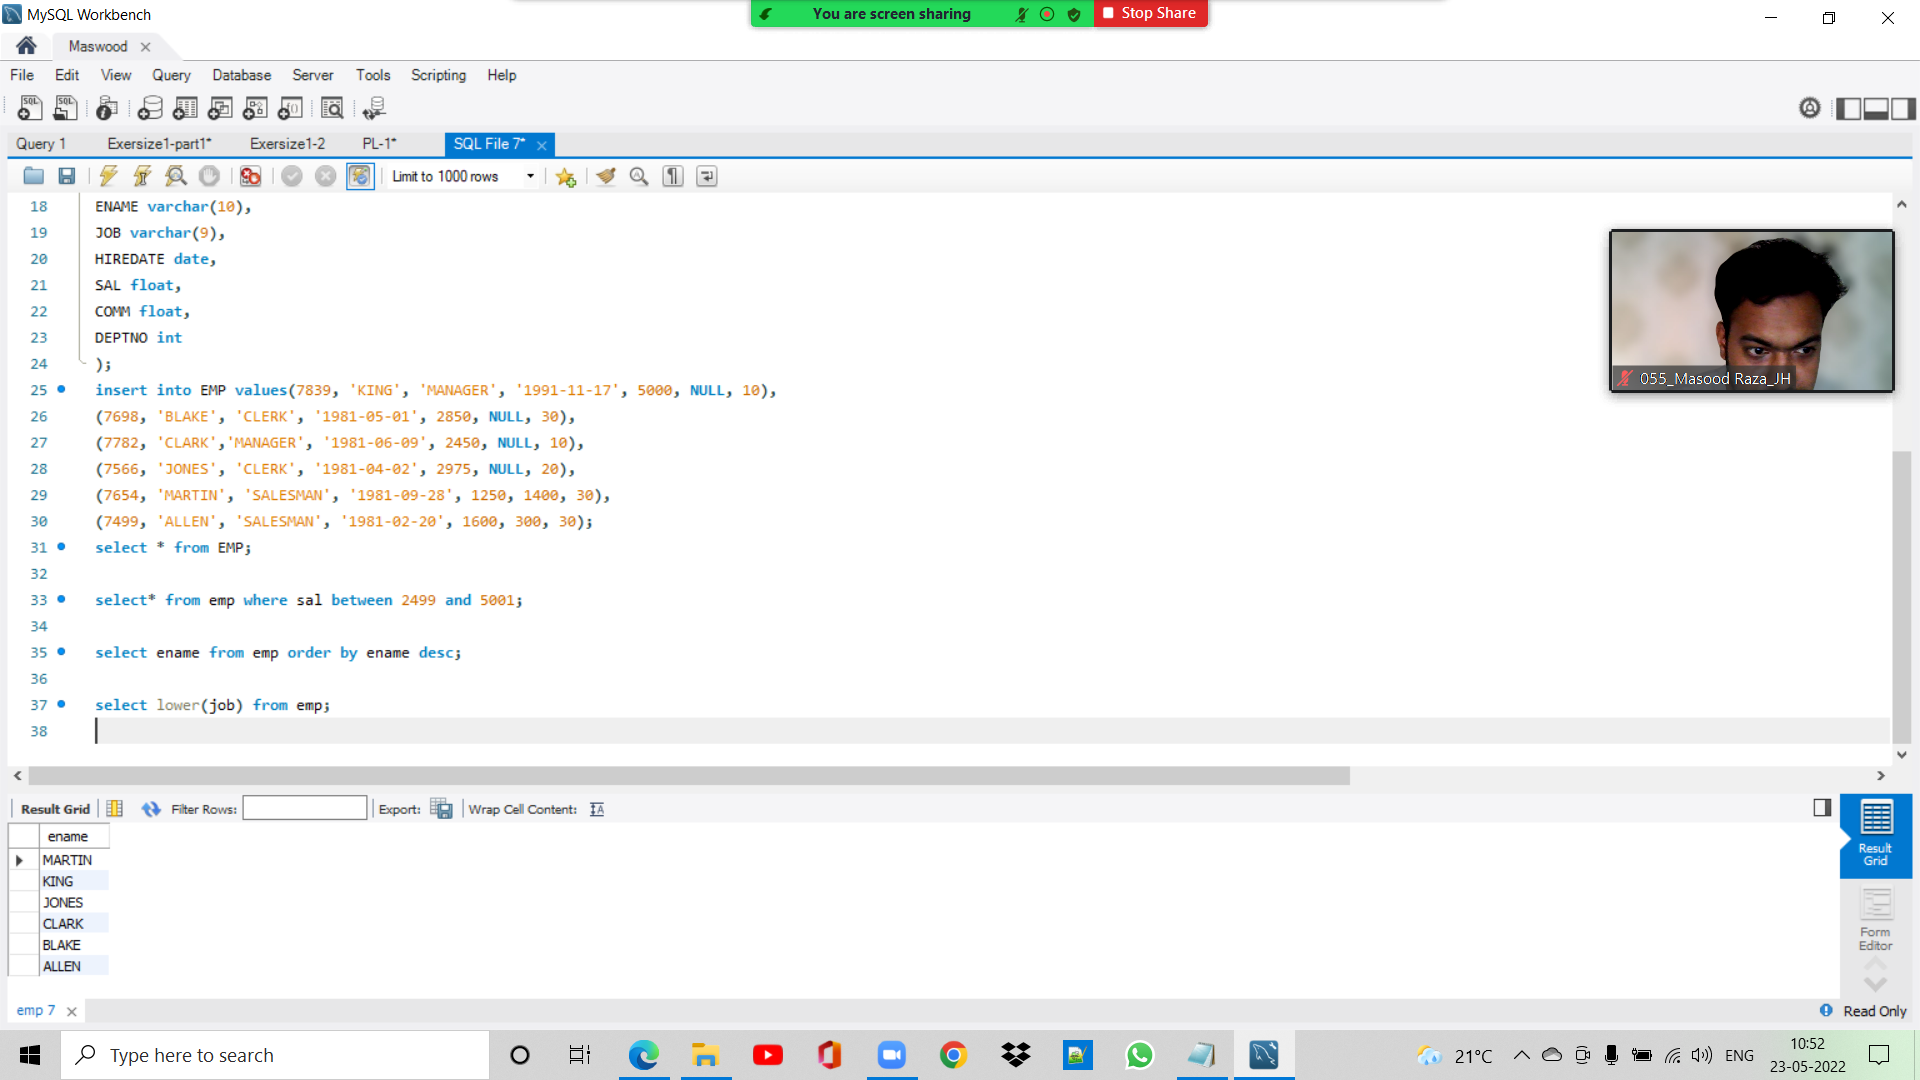 MySQL Workbench
You are screen sharing
Stop Share
Maswood
File Edit View Query Database Server Tools Scripting Help
Query 1 Exersize1-part1* Exersize1-2 PL-1* SQL File 7*
Limit to 1000 rows
18 ENAME varchar(10),
19 JOB varchar(9),
20 HIREDATE date,
21 SAL float,
22 COMM float,
23 DEPTNO int
24 );
25 insert into EMP values(7839, 'KING', 'MANAGER', '1991-11-17', 5000, NULL, 10),
26 (7698, 'BLAKE', 'CLERK', '1981-05-01', 2850, NULL, 30),
27 (7782, 'CLARK','MANAGER', '1981-06-09', 2450, NULL, 10),
28 (7566, 'JONES', 'CLERK', '1981-04-02', 2975, NULL, 20),
29 (7654, 'MARTIN', 'SALESMAN', '1981-09-28', 1250, 1400, 30),
30 (7499, 'ALLEN', 'SALESMAN', '1981-02-20', 1600, 300, 30);
31 select * from EMP;
32
33 select* from emp where sal between 2499 and 5001;
34
35 select ename from emp order by ename desc;
36
37 select lower(job) from emp;
38
055_Masood Raza_JH
Result Grid Filter Rows: Export: Wrap Cell Content:
ename
MARTIN
KING
JONES
CLARK
BLAKE
ALLEN
Result
Grid
Form
Editor
emp 7
Read Only
Type here to search
21°C
ENG
10:52
23-05-2022